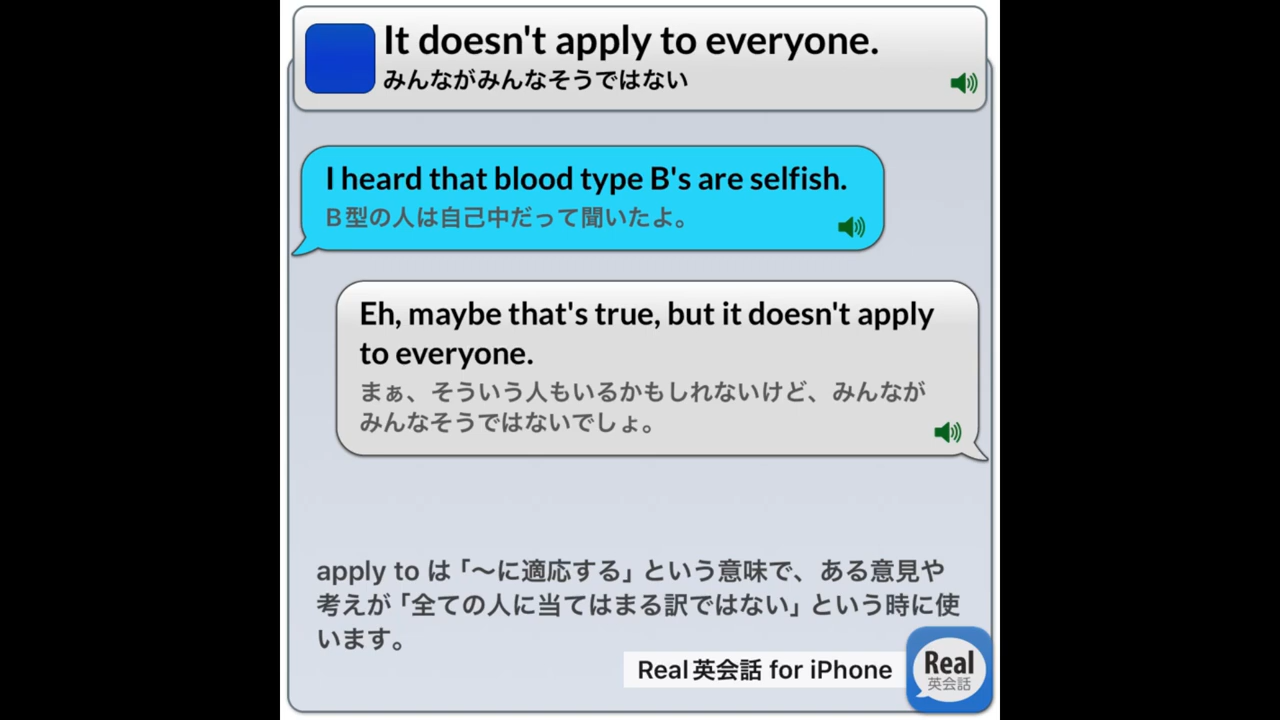 It doesn't apply to everyone.
みんながみんなそうではない
I heard that blood type B's are selfish.
Ｂ型の人は自己中だって聞いたよ。
Eh, maybe that's true, but it doesn't apply
to everyone.
まぁ、そういう人もいるかもしれないけど、みんなが
みんなそうではないでしょ。
apply to は「〜に適応する」という意味で、ある意見や
考えが「全ての人に当てはまる訳ではない」という時に使
います。
Real英会話 for iPhone
Real
英会話